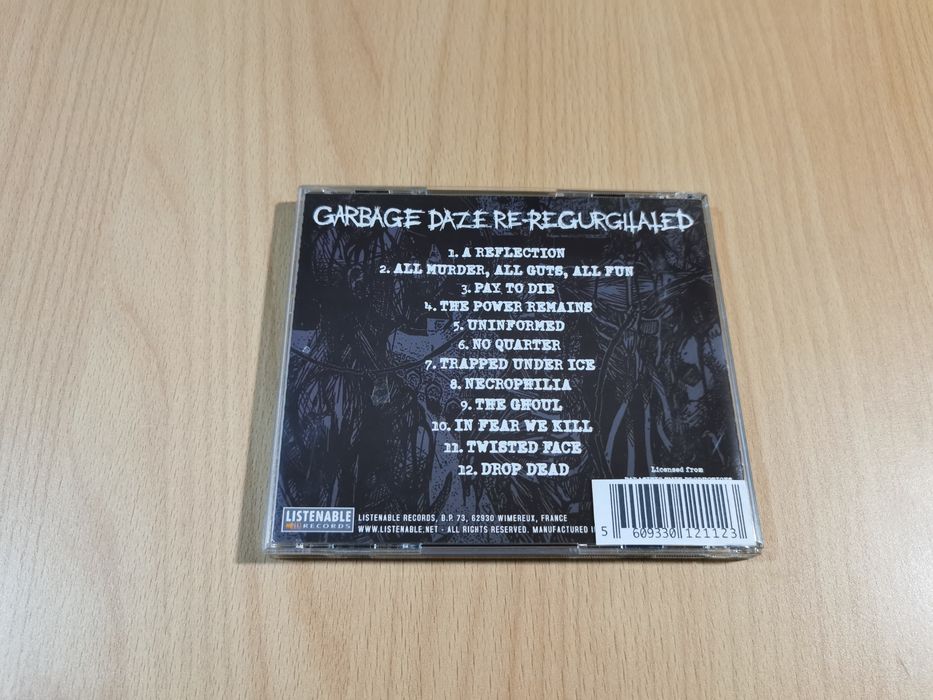 GARBAGE DAZE RE-REGURGITATED
1. A REFLECTION
2. ALL MURDER, ALL GUTS, ALL FUN
3. PAY TO DIE
4. THE POWER REMAINS
5. UNINFORMED
6. NO QUARTER
7. TRAPPED UNDER ICE
8. NECROPHILIA
9. THE GHOUL
10. IN FEAR WE KILL
11. TWISTED FACE
12. DROP DEAD
Licensed from
LISTENABLE
RECORDS
LISTENABLE RECORDS, B.P. 73, 62930 WIMEREUX, FRANCE
WWW.LISTENABLE.NET - ALL RIGHTS RESERVED. MANUFACTURED
5 609330 121123